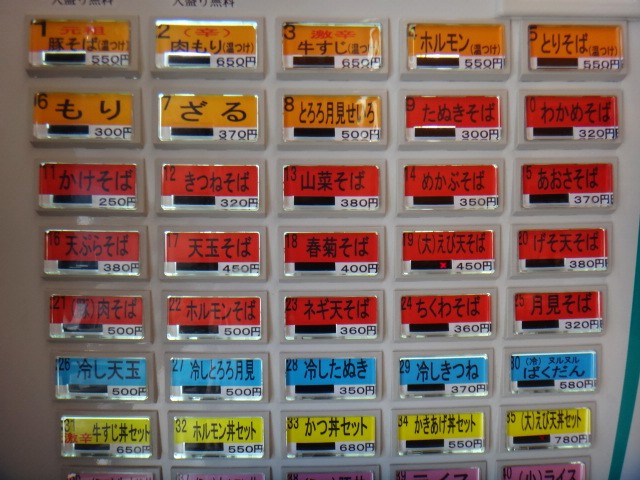 大盛り無料
大盛り無料
1 元祖 豚そば(温つけ) 550円
2 (辛) 肉もり(温つけ) 650円
3 激辛 牛すじ(温つけ) 650円
4 ホルモン(温つけ) 550円
5 とりそば(温つけ) 550円
6 もり 300円
7 ざる 370円
8 とろろ月見せいろ 500円
9 たぬきそば 300円
10 わかめそば 320円
11 かけそば 250円
12 きつねそば 320円
13 山菜そば 380円
14 めかぶそば 350円
15 あおさそば 370円
16 天ぷらそば 380円
17 天玉そば 450円
18 春菊そば 400円
19 (大)えび天そば 450円
20 げそ天そば 380円
21 肉そば 500円
22 ホルモンそば 500円
23 ネギ天そば 360円
24 ちくわそば 360円
25 月見そば 320円
26 冷し天玉 500円
27 冷しとろろ月見 500円
28 冷したぬき 350円
29 冷しきつね 370円
30 (冷) ヌルヌル ばくだん 580円
31 激辛 牛すじ丼セット 650円
32 ホルモン丼セット 550円
33 かつ丼セット 680円
34 かきあげ丼セット 550円
35 (大)えび天丼セット 780円
39 ライス
40 (小)ライス